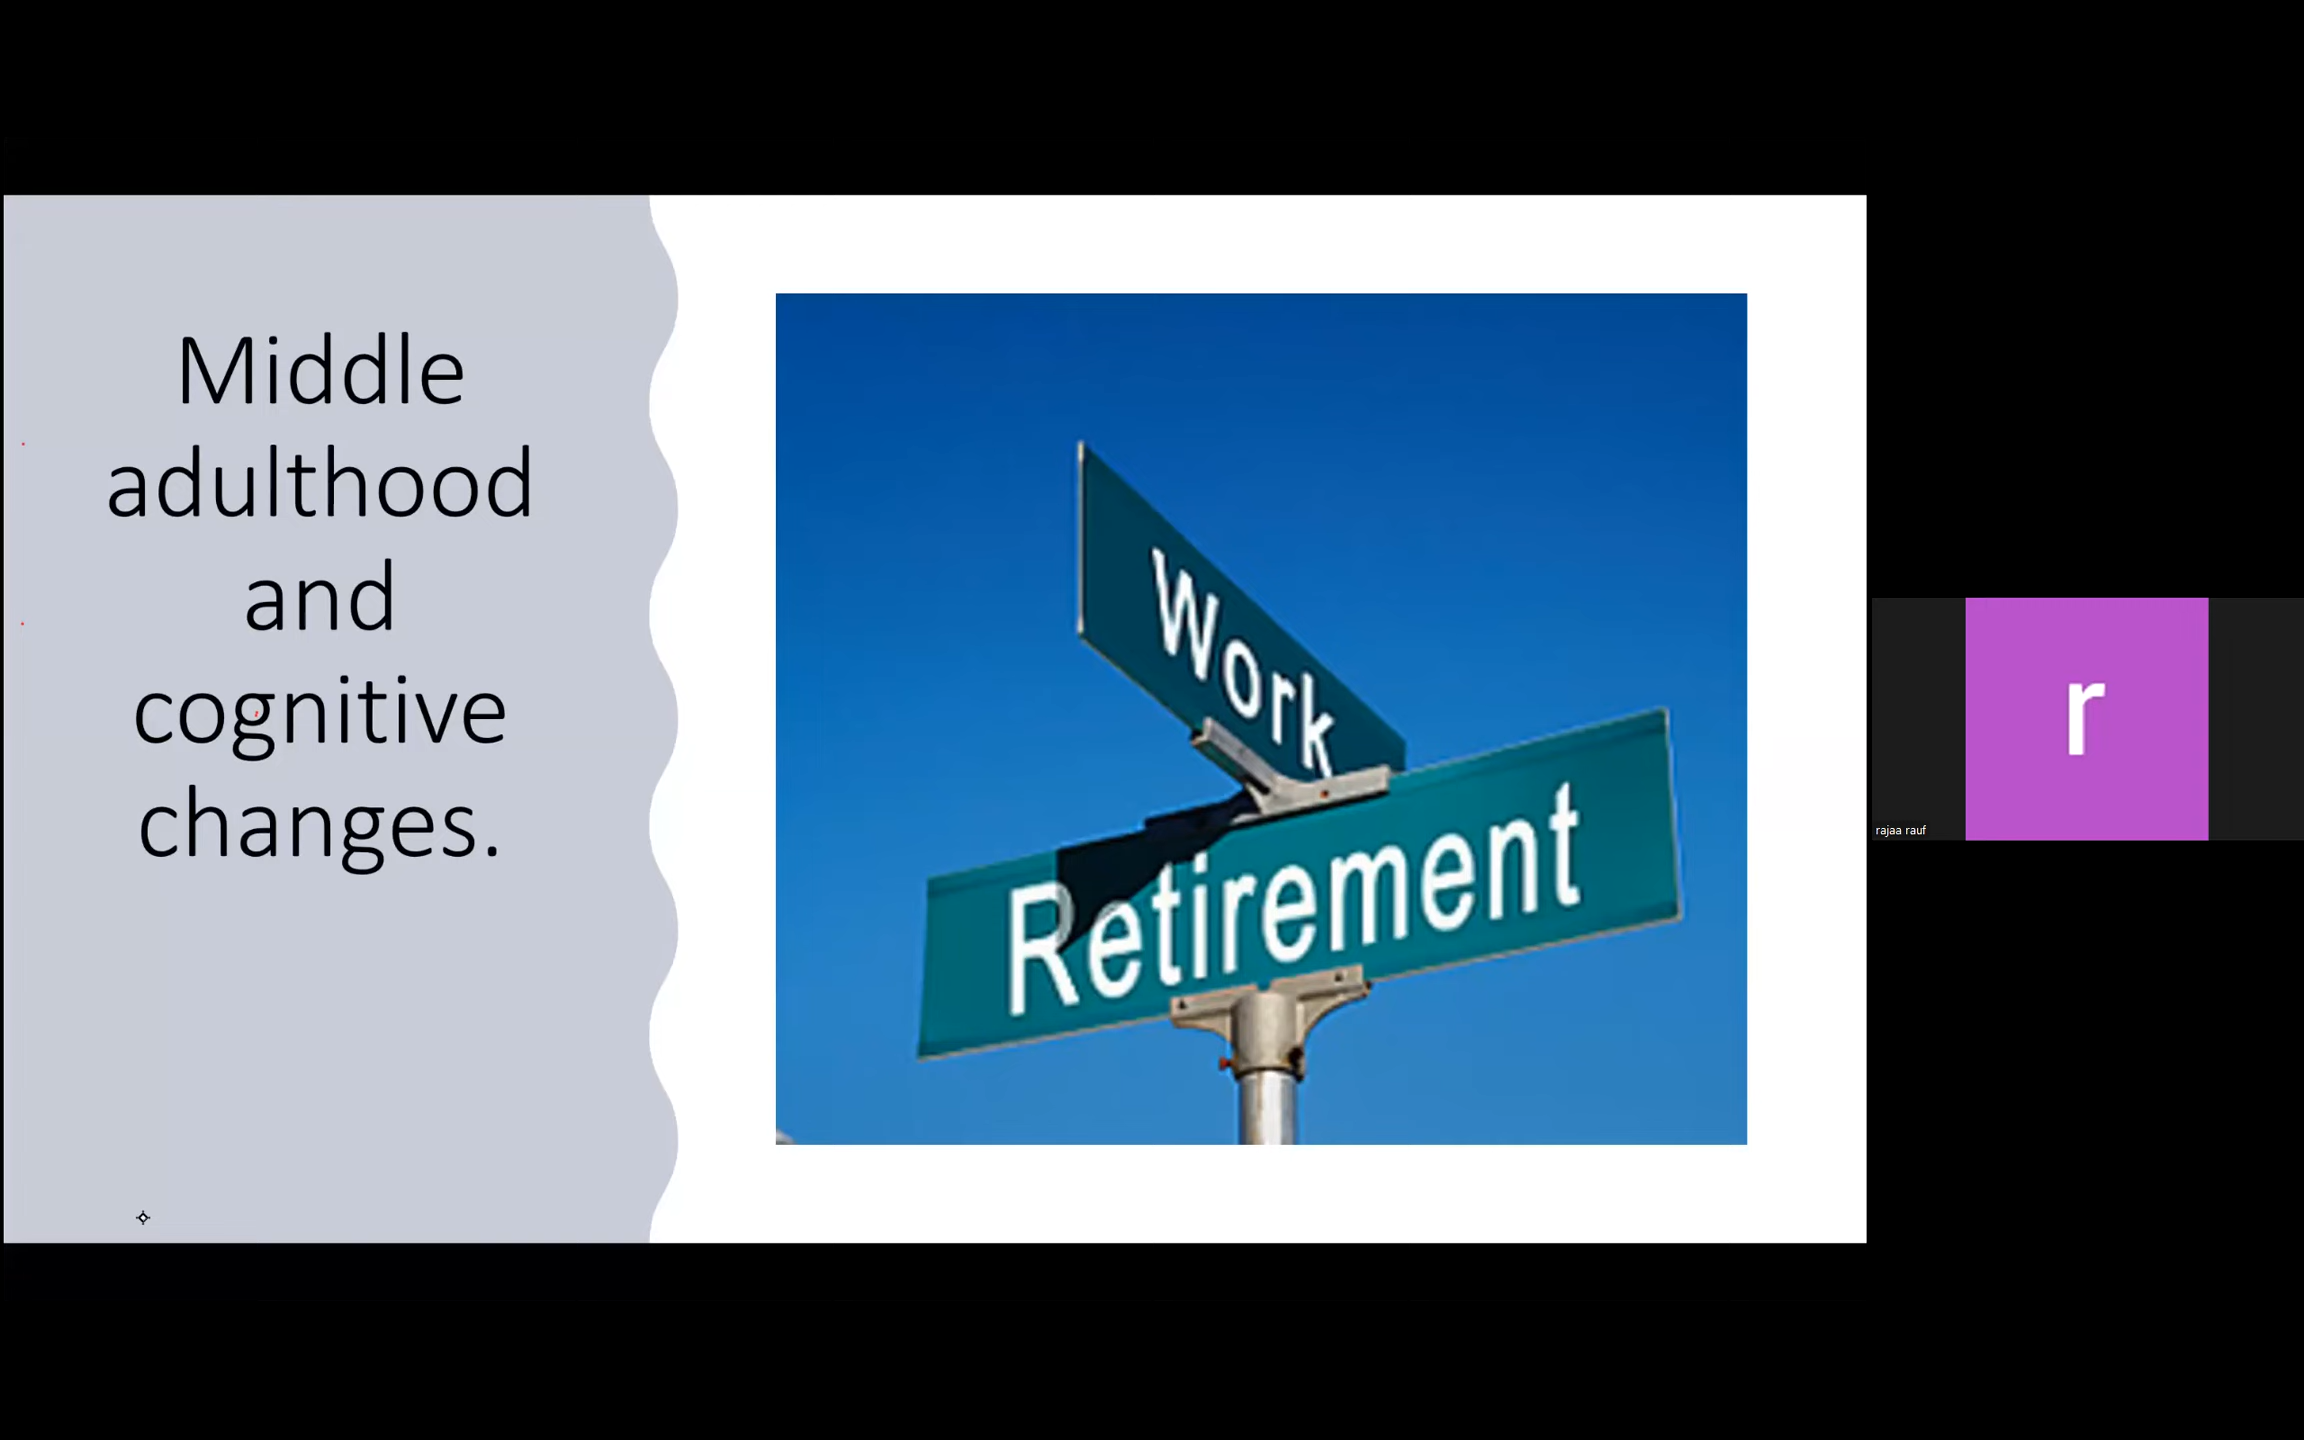 Middle
adulthood
and
cognitive
changes.
Work
Retirement
r
rajaa rauf